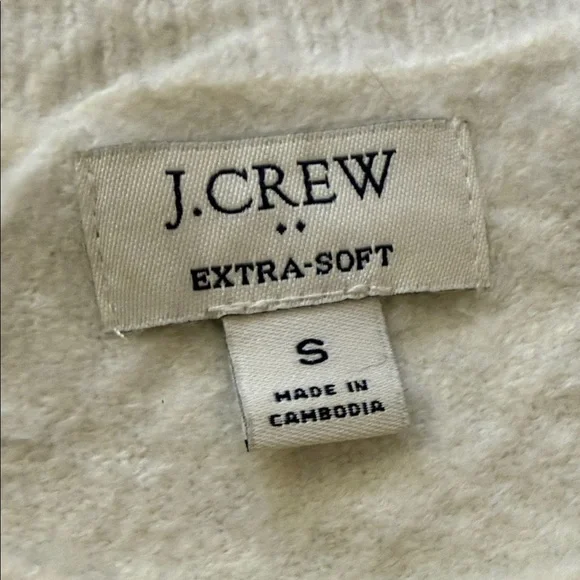 J.CREW
EXTRA-SOFT
S
MADE IN
CAMBODIA